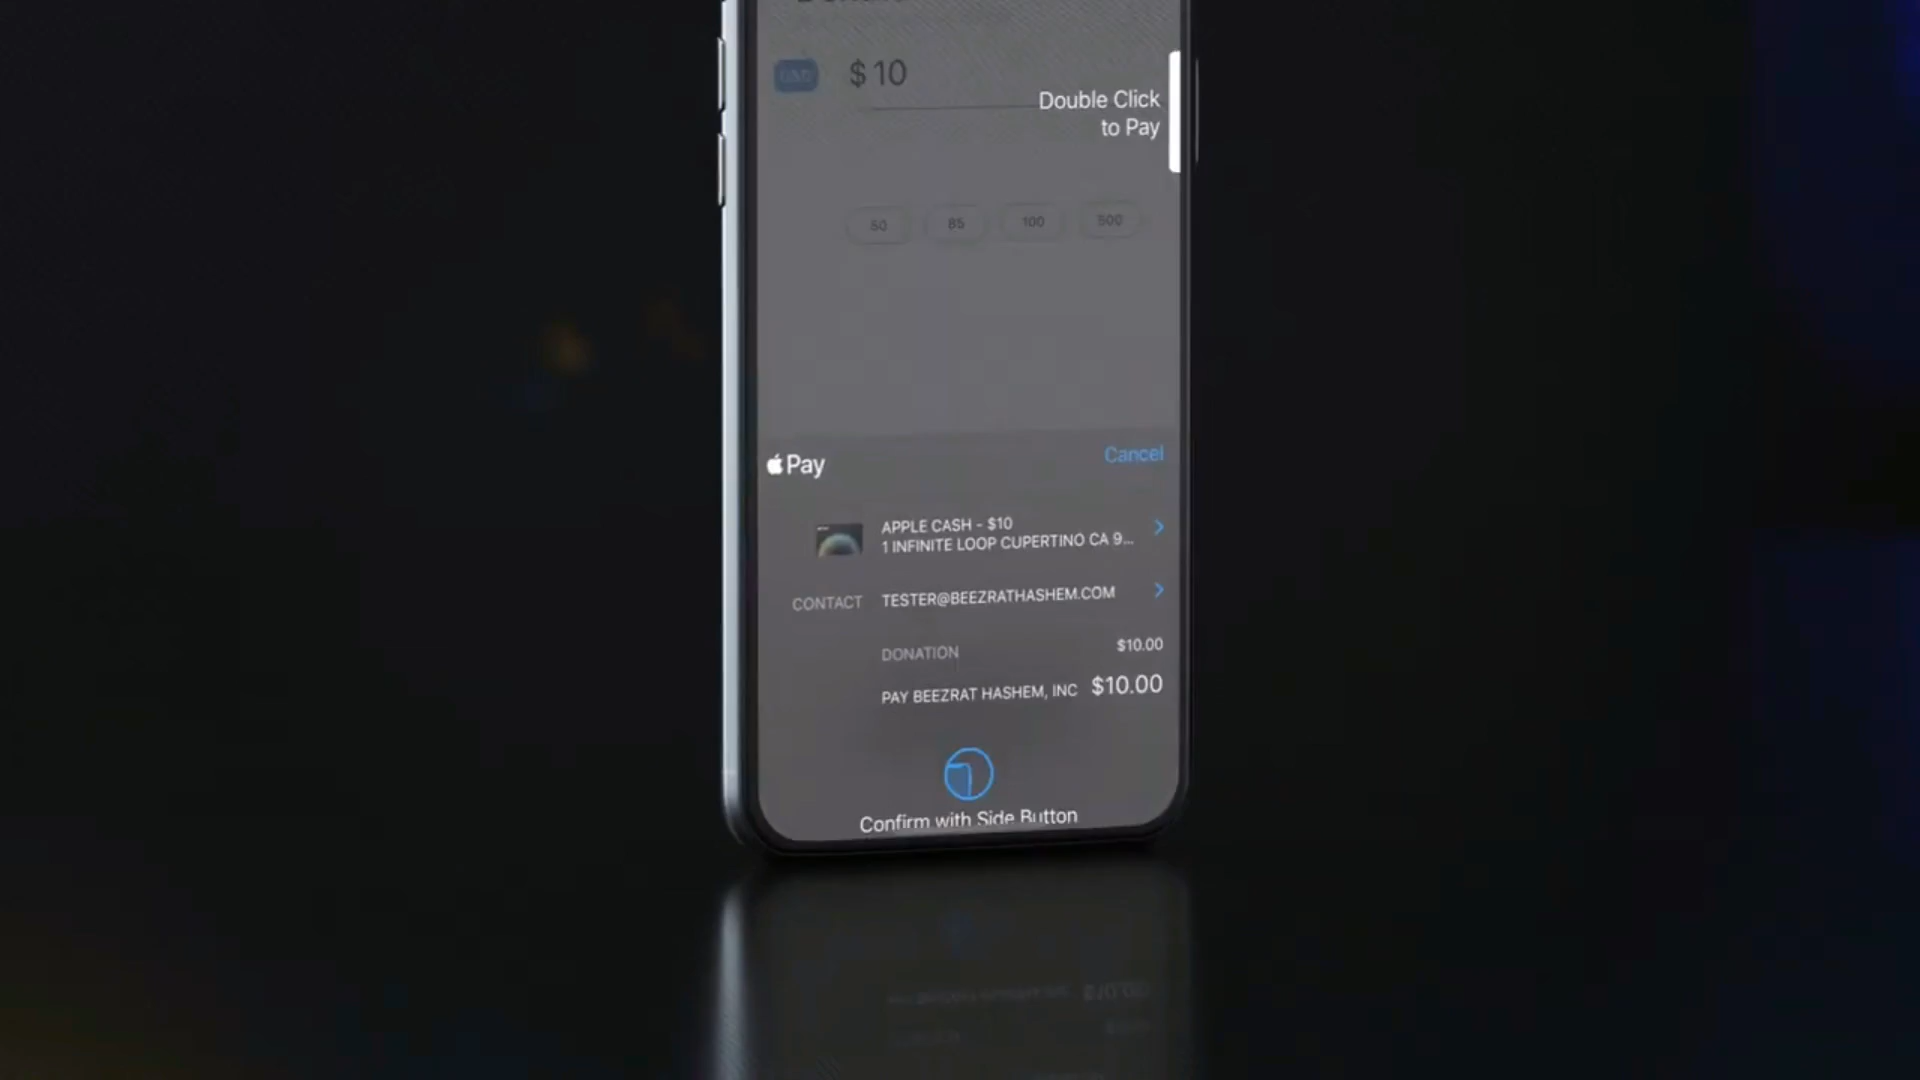 $ 10
Double Click
to Pay
50
85
100
500
Pay
Cancel
APPLE CASH - $10
1 INFINITE LOOP CUPERTINO CA 9...
CONTACT
TESTER@BEEZRATHASHEM.COM
DONATION
$10.00
PAY BEEZRAT HASHEM, INC
$10.00
Confirm with Side Button